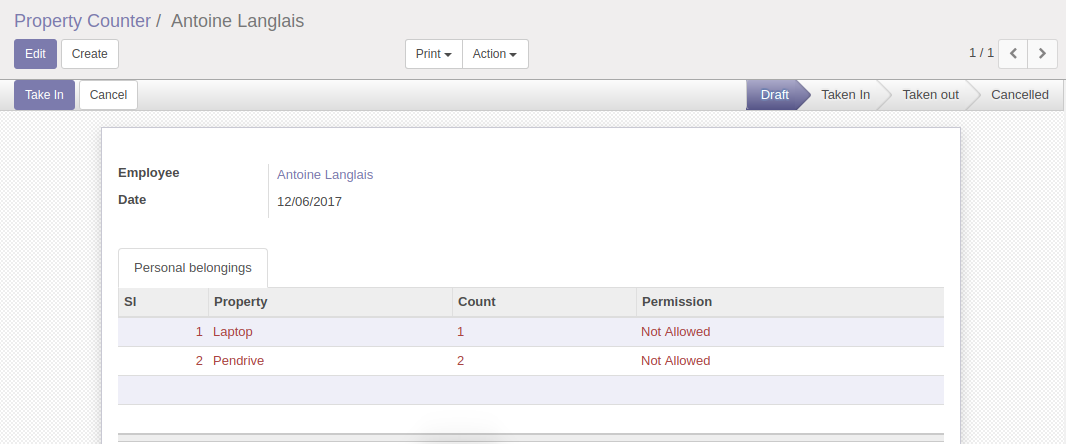 Property Counter / Antoine Langlais
Edit Create Print Action 1 / 1
Take In Cancel Draft Taken In Taken out Cancelled
Employee Antoine Langlais
Date 12/06/2017
Personal belongings
Sl Property Count Permission
1 Laptop 1 Not Allowed
2 Pendrive 2 Not Allowed